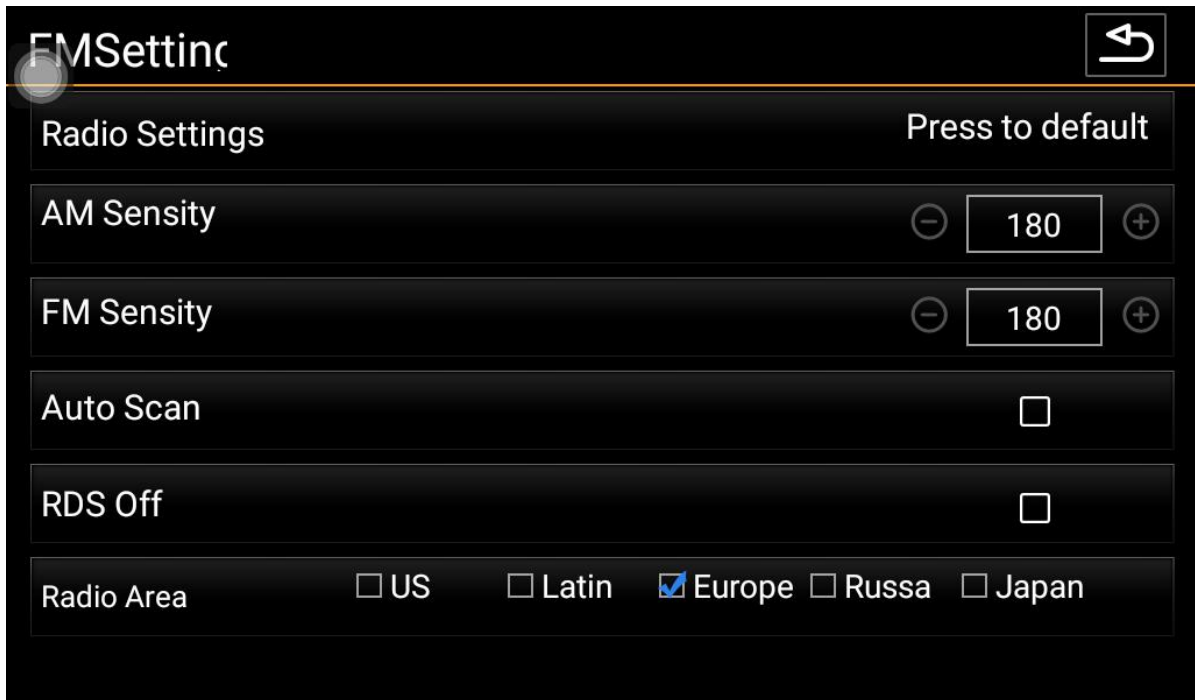 FMSetting
Radio Settings Press to default
AM Sensity 180
FM Sensity 180
Auto Scan
RDS Off
Radio Area US Latin Europe Russa Japan